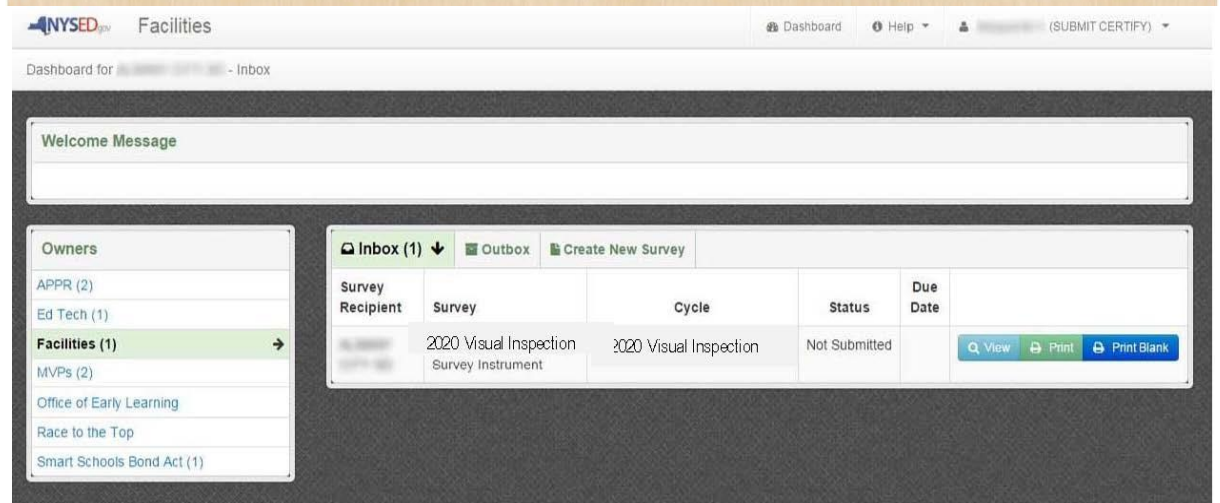 NYSED.gov Facilities Dashboard Help (SUBMIT CERTIFY)
Dashboard for - Inbox
Welcome Message
Owners
APPR (2)
Ed Tech (1)
Facilities (1)
MVPs (2)
Office of Early Learning
Race to the Top
Smart Schools Bond Act (1)
Inbox (1) Outbox Create New Survey
Survey Recipient Survey Cycle Status Due Date
2020 Visual Inspection 2020 Visual Inspection Not Submitted View Print Print Blank
Survey Instrument